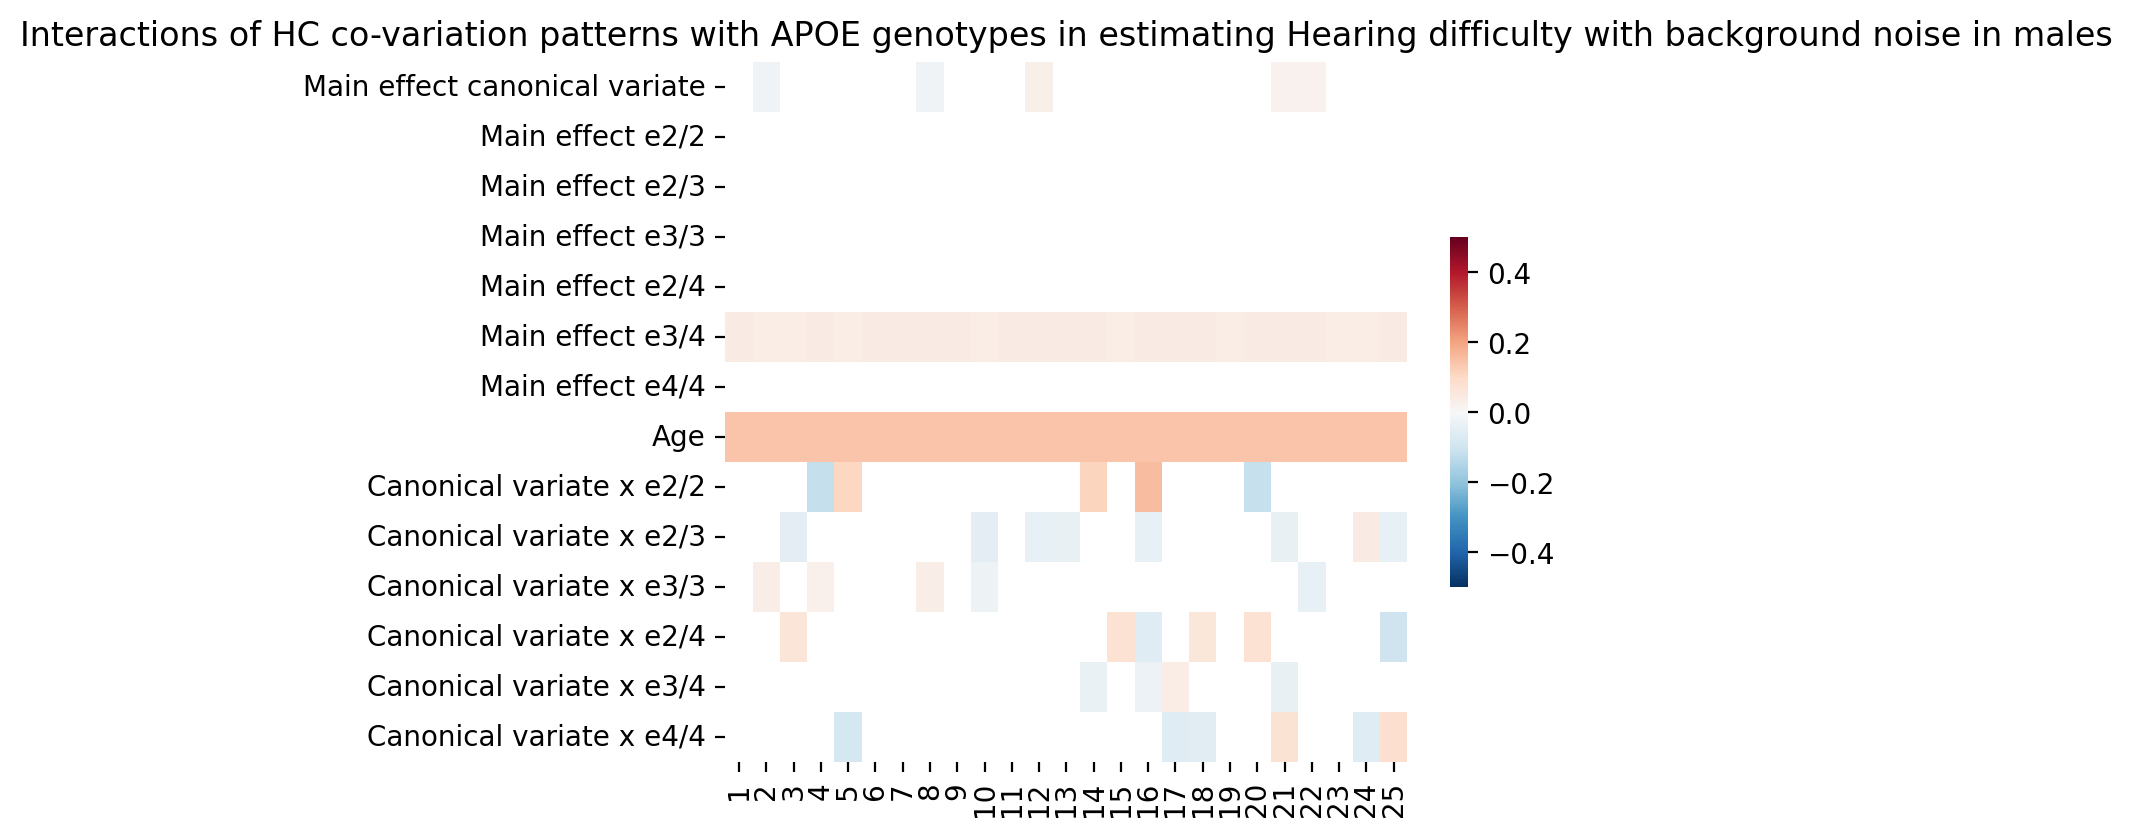 Interactions of HC co-variation patterns with APOE genotypes in estimating Hearing difficulty with background noise in males
Main effect canonical variate
Main effect e2/2
Main effect e2/3
Main effect e3/3
Main effect e2/4
Main effect e3/4
Main effect e4/4
Age
Canonical variate x e2/2
Canonical variate x e2/3
Canonical variate x e3/3
Canonical variate x e2/4
Canonical variate x e3/4
Canonical variate x e4/4
1 2 3 4 5 6 7 8 9 10 11 12 13 14 15 16 17 18 19 20 21 22 23 24 25
0.4
0.2
0.0
−0.2
−0.4